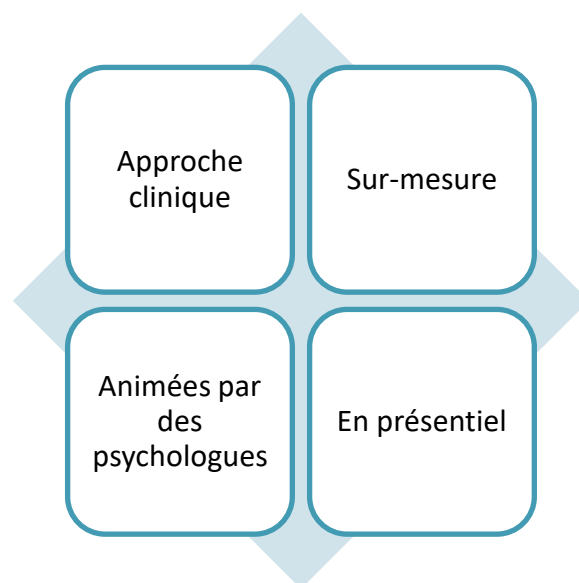 Approche
clinique
Sur-mesure
Animées par
des
psychologues
En présentiel